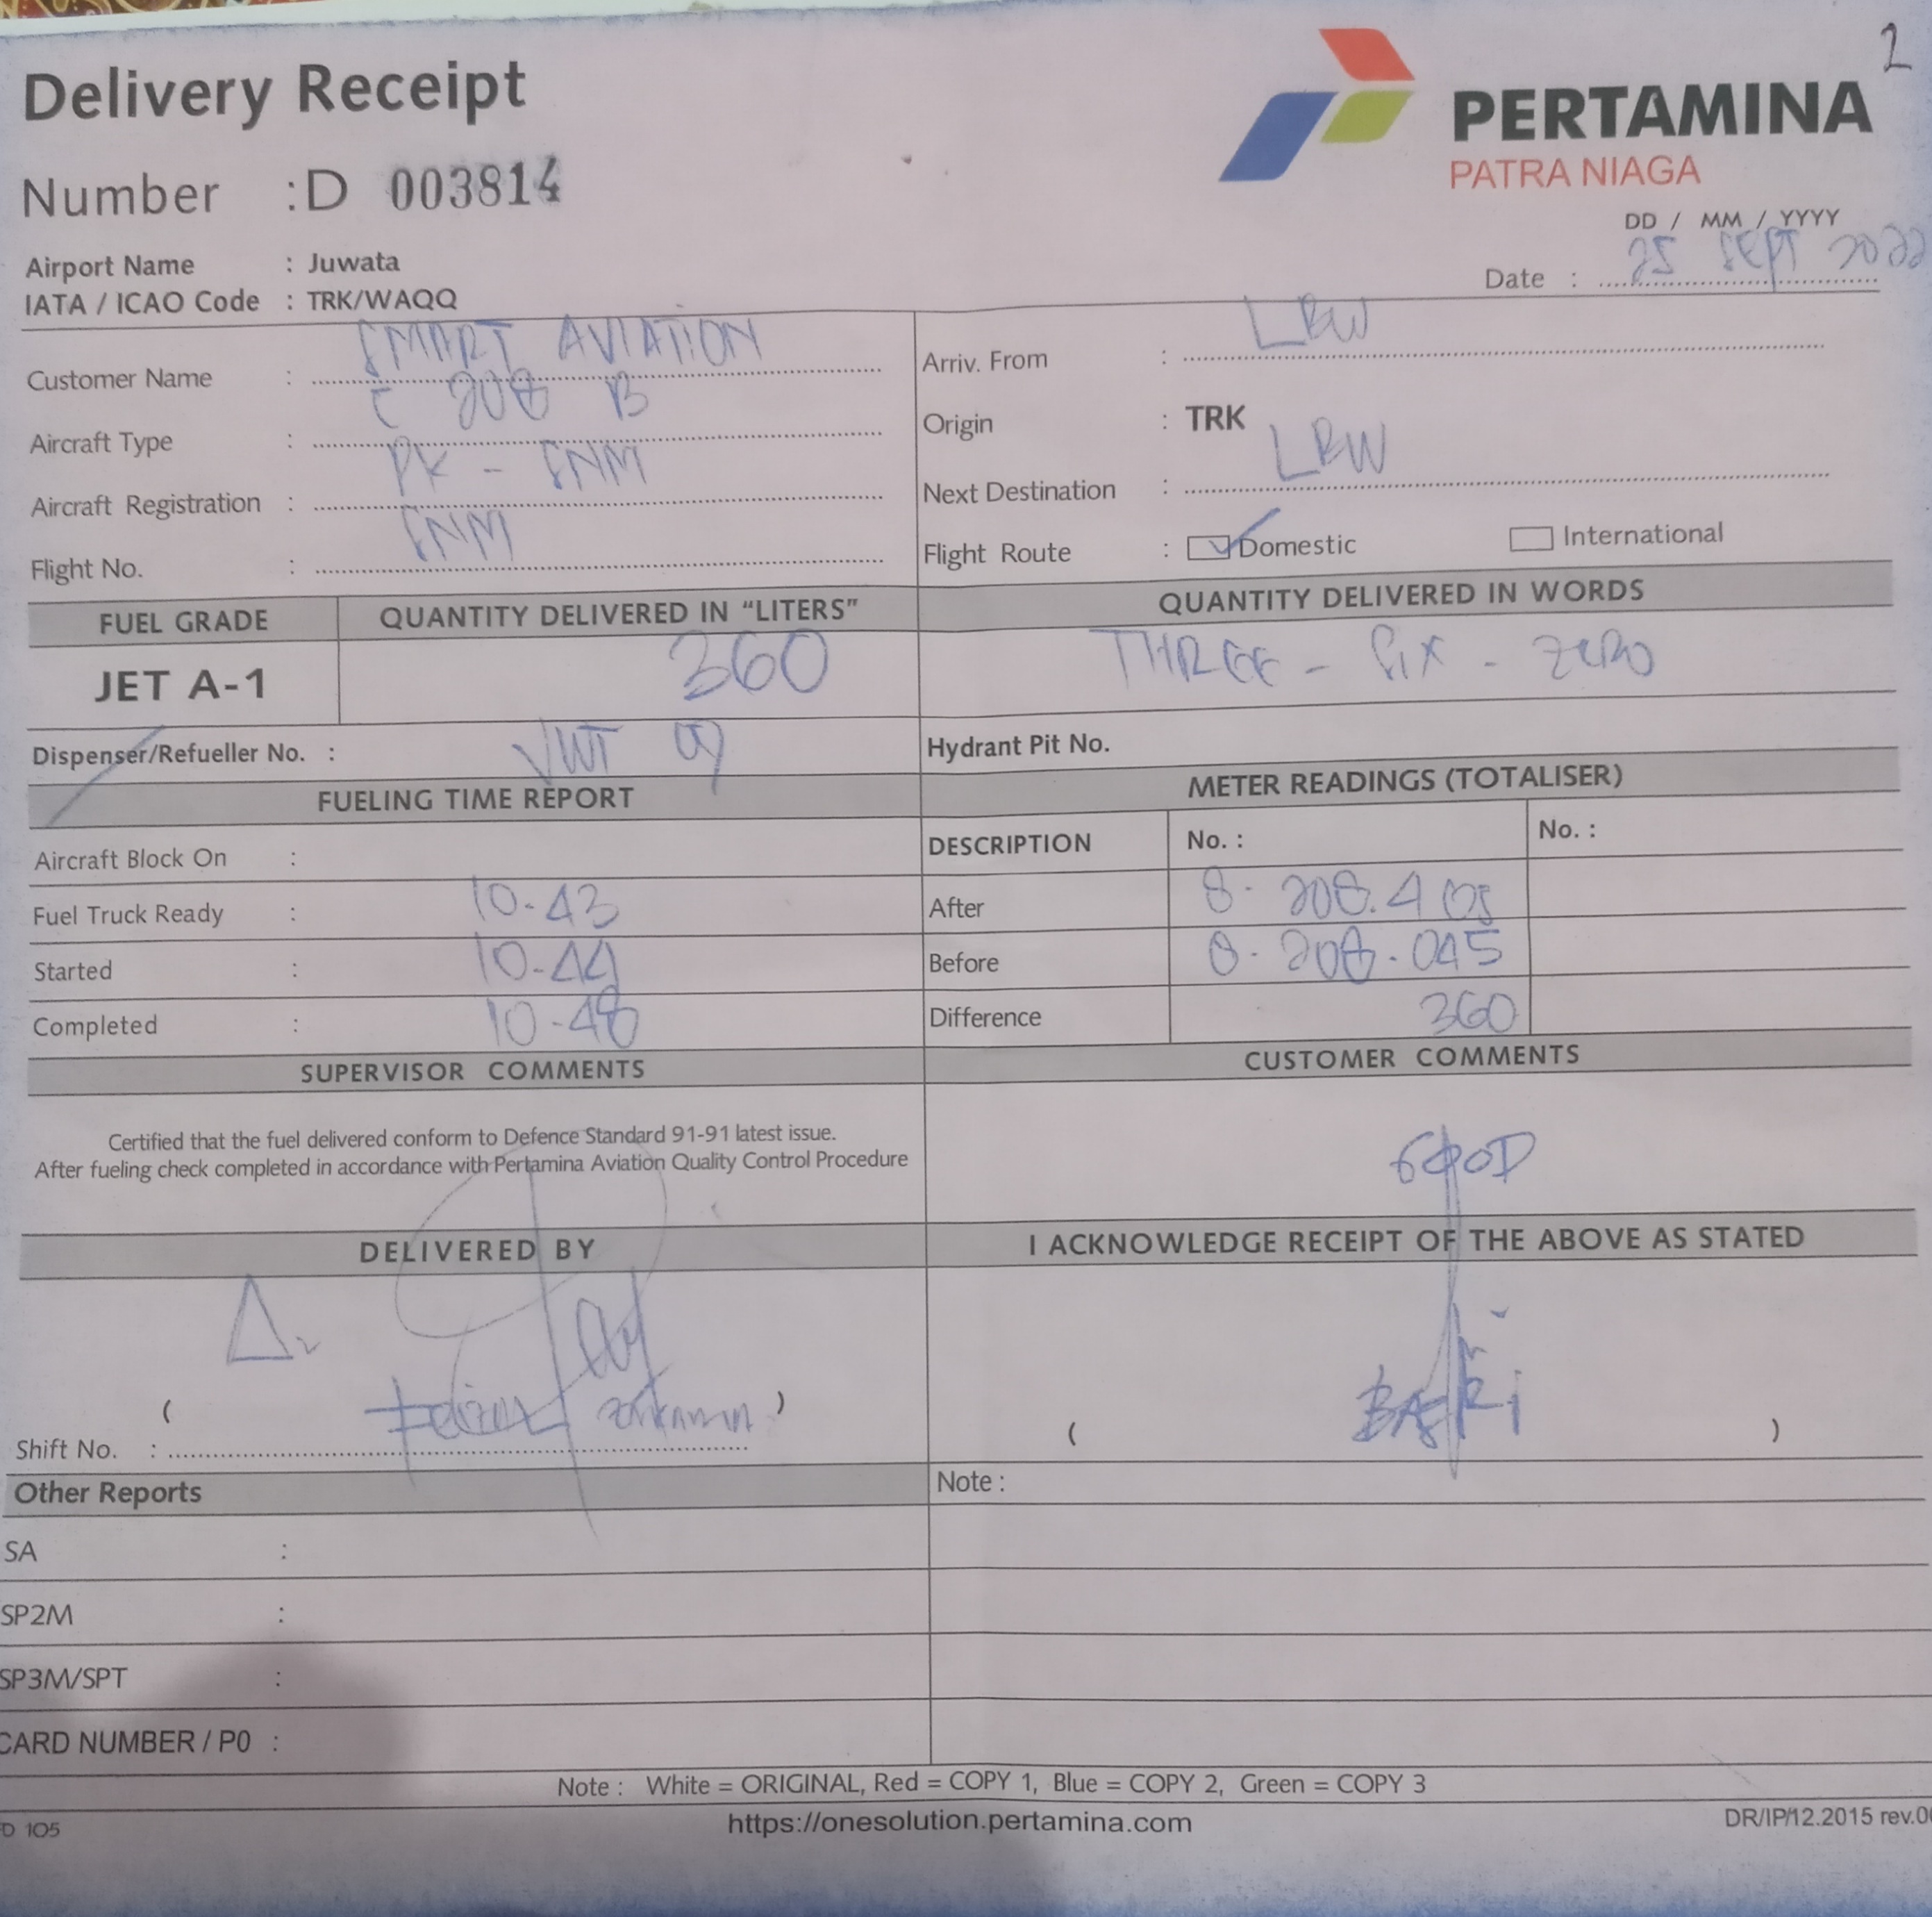 2
Delivery Receipt
PERTAMINA
PATRA NIAGA
Number : D 003814
DD / MM / YYYY
Date : 25 SEPT 2022
Airport Name : Juwata
IATA / ICAO Code : TRK/WAQQ
Customer Name : SMART AVIATION
Aircraft Type : C 208 B
Aircraft Registration : PK - SNM
Flight No. : SNM
Arriv. From : LBW
Origin : TRK
Next Destination : LBW
Flight Route : Domestic International
FUEL GRADE QUANTITY DELIVERED IN “LITERS” QUANTITY DELIVERED IN WORDS
JET A-1 360 THREE - SIX - ZERO
Dispenser/Refueller No. : Hydrant Pit No.
FUELING TIME REPORT METER READINGS (TOTALISER)
Aircraft Block On : DESCRIPTION No. : No. :
Fuel Truck Ready : 10-43 After 8. 208. 405
Started : 10-44 Before 8. 208. 045
Completed : 10-48 Difference 360
SUPERVISOR COMMENTS CUSTOMER COMMENTS
Certified that the fuel delivered conform to Defence Standard 91-91 latest issue.
After fueling check completed in accordance with Pertamina Aviation Quality Control Procedure
GOOD
DELIVERED BY I ACKNOWLEDGE RECEIPT OF THE ABOVE AS STATED
( )
( )
Shift No. :
Other Reports Note :
SA :
SP2M :
SP3M/SPT :
CARD NUMBER / P0 :
Note : White = ORIGINAL, Red = COPY 1, Blue = COPY 2, Green = COPY 3
D 105 https://onesolution.pertamina.com DR/IP/12.2015 rev.0